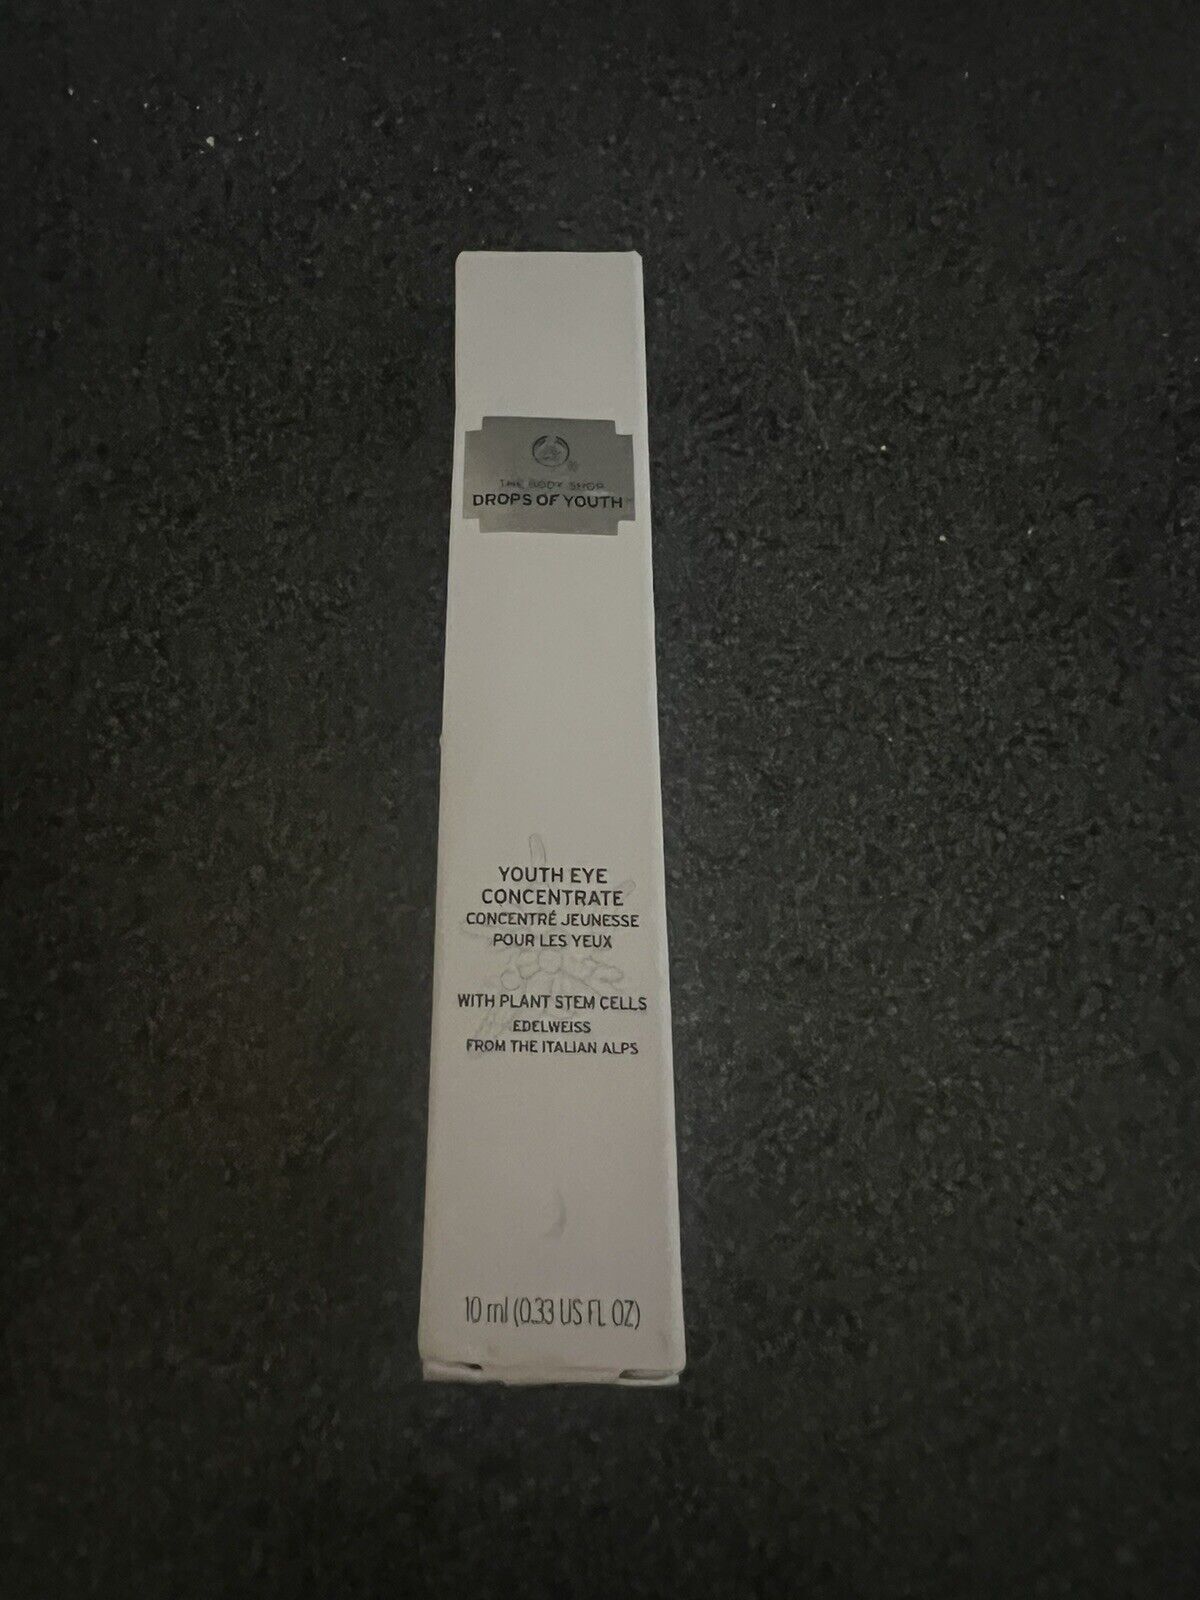 THE BODY SHOP
DROPS OF YOUTH
YOUTH EYE
CONCENTRATE
CONCENTRÉ JEUNESSE
POUR LES YEUX
WITH PLANT STEM CELLS
EDELWEISS
FROM THE ITALIAN ALPS
10 ml (0.33 US FL OZ)